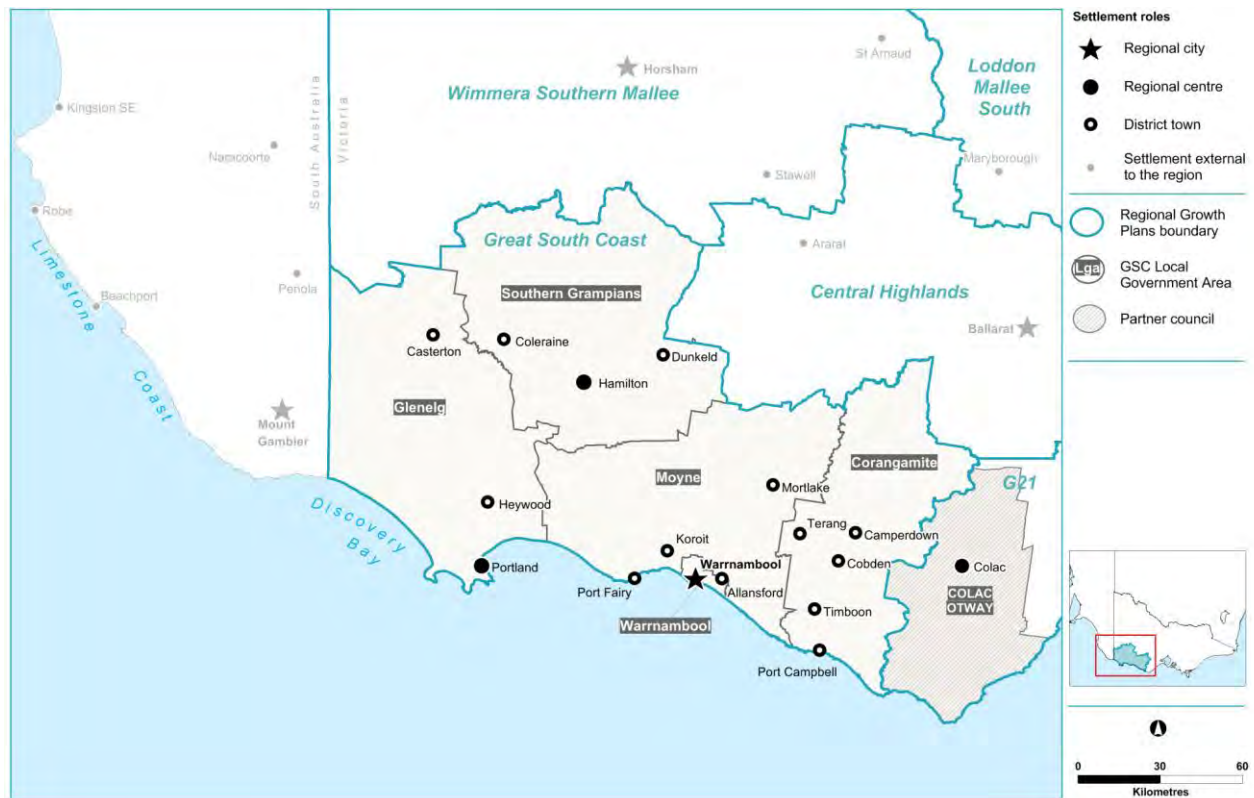 Kingston SE
Naracoorte
Robe
Beachport
Penola
Mount
Gambier
Limestone
Coast
South Australia
Victoria
Discovery
Bay
Wimmera Southern Mallee
Horsham
St Arnaud
Loddon
Mallee
South
Maryborough
Stawell
Ararat
Central Highlands
Ballarat
Great South Coast
Southern Grampians
Casterton
Coleraine
Dunkeld
Hamilton
Glenelg
Heywood
Portland
Moyne
Mortlake
Koroit
Port Fairy
Warrnambool
Allansford
Warrnambool
Corangamite
Terang
Camperdown
Cobden
Timboon
Port Campbell
G21
Colac
COLAC
OTWAY
Settlement roles
Regional city
Regional centre
District town
Settlement external
to the region
Regional Growth
Plans boundary
Lga
GSC Local
Government Area
Partner council
0
30
60
Kilometres